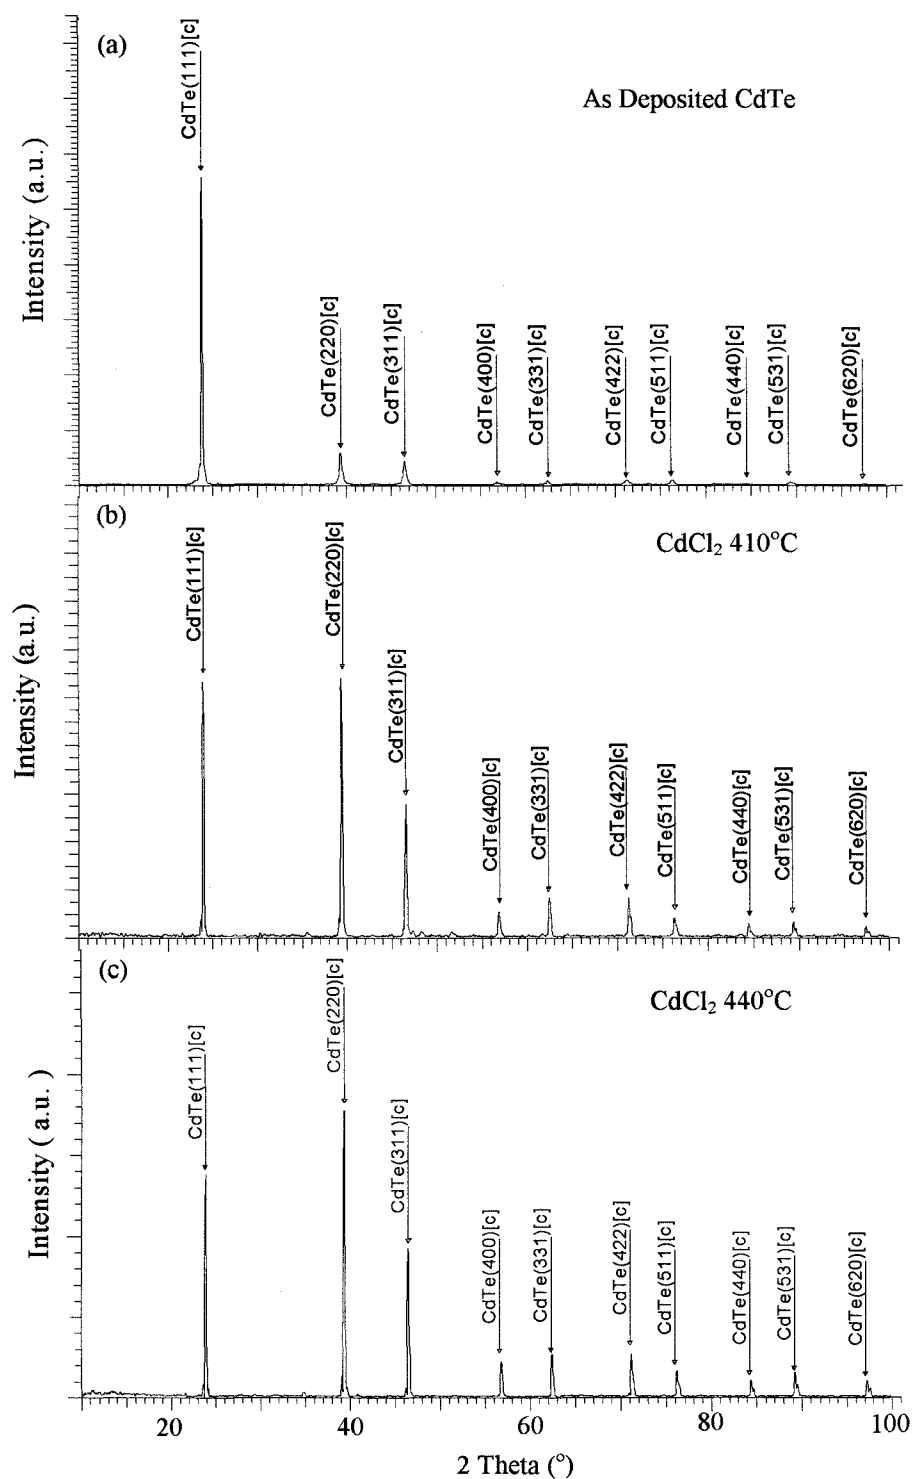 (a)
As Deposited CdTe
Intensity (a.u.)
CdTe(111)[c]
CdTe(220)[c]
CdTe(311)[c]
CdTe(400)[c]
CdTe(331)[c]
CdTe(422)[c]
CdTe(511)[c]
CdTe(440)[c]
CdTe(531)[c]
CdTe(620)[c]
(b)
CdCl₂ 410°C
Intensity (a.u.)
CdTe(111)[c]
CdTe(220)[c]
CdTe(311)[c]
CdTe(400)[c]
CdTe(331)[c]
CdTe(422)[c]
CdTe(511)[c]
CdTe(440)[c]
CdTe(531)[c]
CdTe(620)[c]
(c)
CdCl₂ 440°C
Intensity ( a.u. )
CdTe(111)[c]
CdTe(220)[c]
CdTe(311)[c]
CdTe(400)[c]
CdTe(331)[c]
CdTe(422)[c]
CdTe(511)[c]
CdTe(440)[c]
CdTe(531)[c]
CdTe(620)[c]
20 40 60 80 100
2 Theta (°)